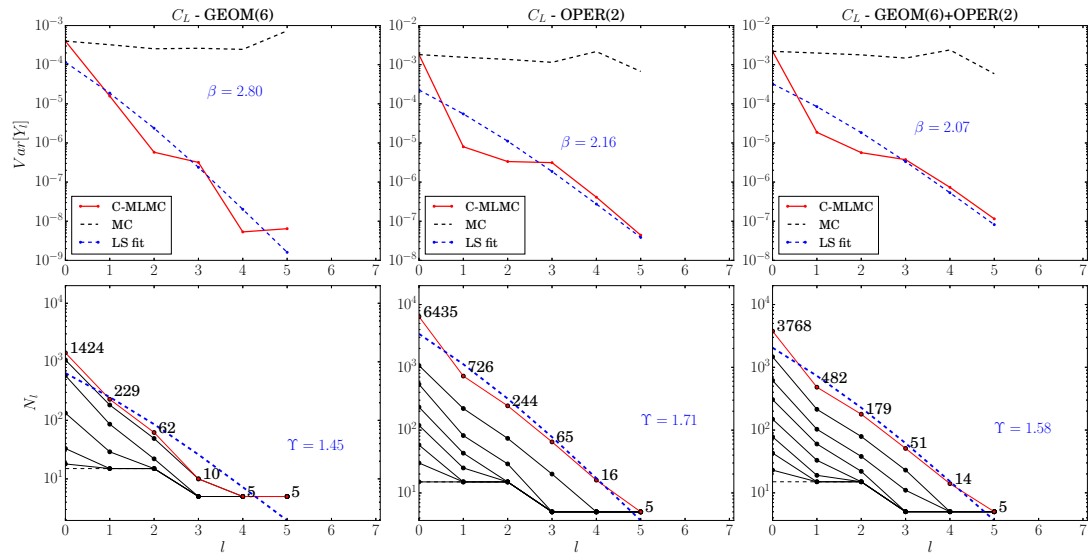 C_L - GEOM(6)
Var[Y_l]
10^{-3}
10^{-4}
10^{-5}
10^{-6}
10^{-7}
10^{-8}
10^{-9}
β = 2.80
C-MLMC
MC
LS fit
0 1 2 3 4 5 6 7
C_L - OPER(2)
10^{-2}
10^{-3}
10^{-4}
10^{-5}
10^{-6}
10^{-7}
10^{-8}
β = 2.16
C-MLMC
MC
LS fit
0 1 2 3 4 5 6 7
C_L - GEOM(6)+OPER(2)
10^{-2}
10^{-3}
10^{-4}
10^{-5}
10^{-6}
10^{-7}
10^{-8}
β = 2.07
C-MLMC
MC
LS fit
0 1 2 3 4 5 6 7
N_l
10^4
10^3
10^2
10^1
1424
229
62
10
5
5
Υ = 1.45
0 1 2 3 4 5 6 7
l
10^4
10^3
10^2
10^1
6435
726
244
65
16
5
Υ = 1.71
0 1 2 3 4 5 6 7
l
10^4
10^3
10^2
10^1
3768
482
179
51
14
5
Υ = 1.58
0 1 2 3 4 5 6 7
l